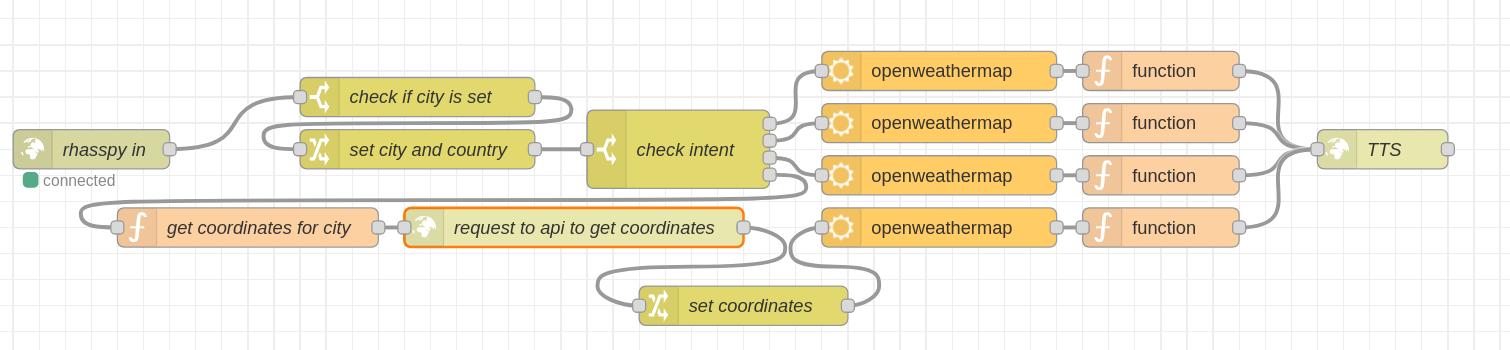 rhasspy in
connected
check if city is set
set city and country
check intent
openweathermap
function
openweathermap
function
openweathermap
function
openweathermap
function
TTS
get coordinates for city
request to api to get coordinates
set coordinates